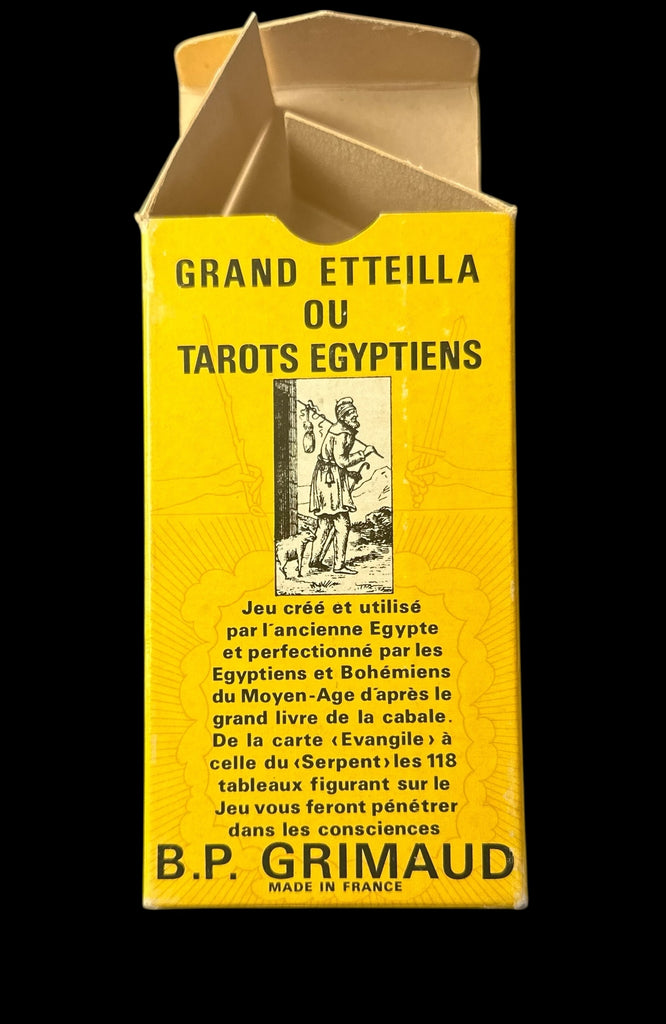 GRAND ETTEILLA
OU
TAROTS EGYPTIENS
Jeu créé et utilisé
par l´ancienne Egypte
et perfectionné par les
Egyptiens et Bohémiens
du Moyen-Age d´après le
grand livre de la cabale.
De la carte ‹Evangile› à
celle du ‹Serpent› les 118
tableaux figurant sur le
Jeu vous feront pénétrer
dans les consciences
B.P. GRIMAUD
MADE IN FRANCE